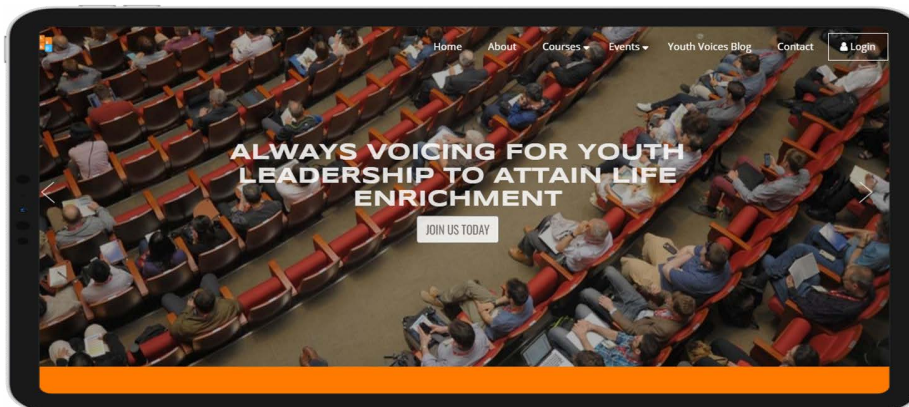 Home About Courses Events Youth Voices Blog Contact Login
ALWAYS VOICING FOR YOUTH
LEADERSHIP TO ATTAIN LIFE
ENRICHMENT
JOIN US TODAY